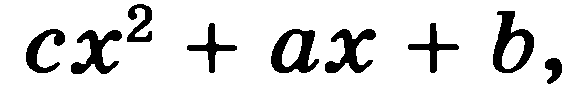 cx² + ax + b,